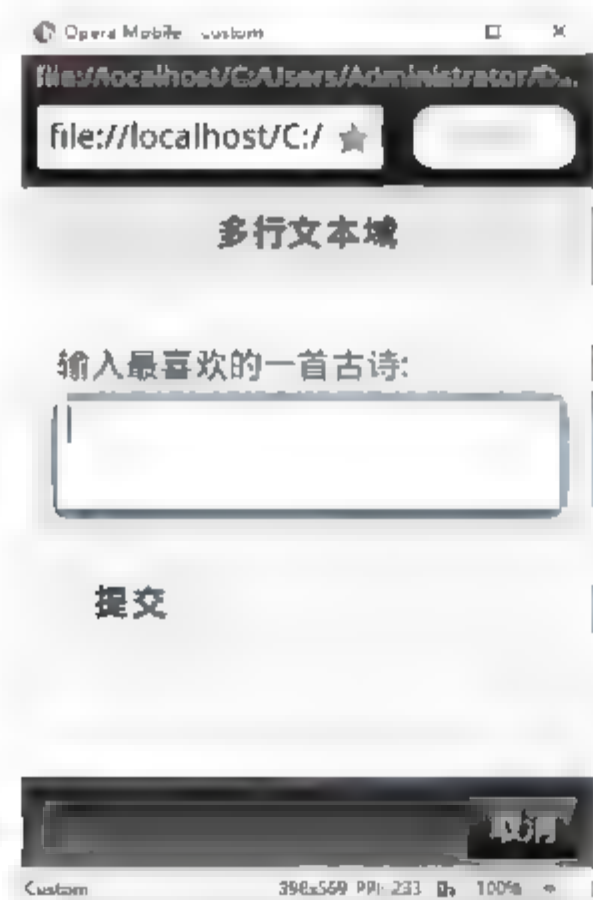 Opera Mobile - custom
file://localhost/C:/Users/Administrator/D...
file://localhost/C:/
多行文本域
输入最喜欢的一首古诗:
提交
取消
Custom 398x569 PPI: 233 100%